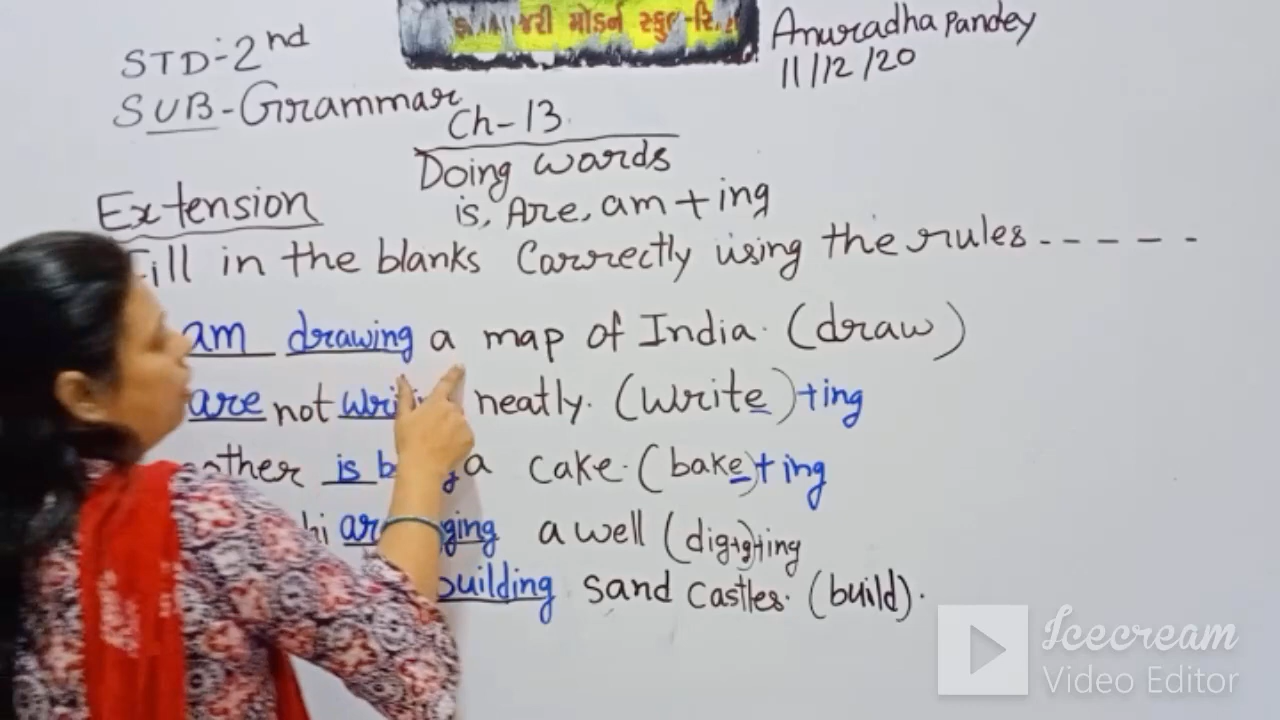 મોડર્ન સ્કુલ
Anuradha Pandey
STD:-2nd
11/12/20
SUB-Grammar
Ch-13.
Doing words
Extension
is, Are, am + ing
Fill in the blanks Correctly using the rules-----
am drawing a map of India. (draw)
are not neatly. (write)+ing
is a cake. (bake)+ing
a well (dig+g)+ing
building sand Castles. (build).
Icecream
Video Editor